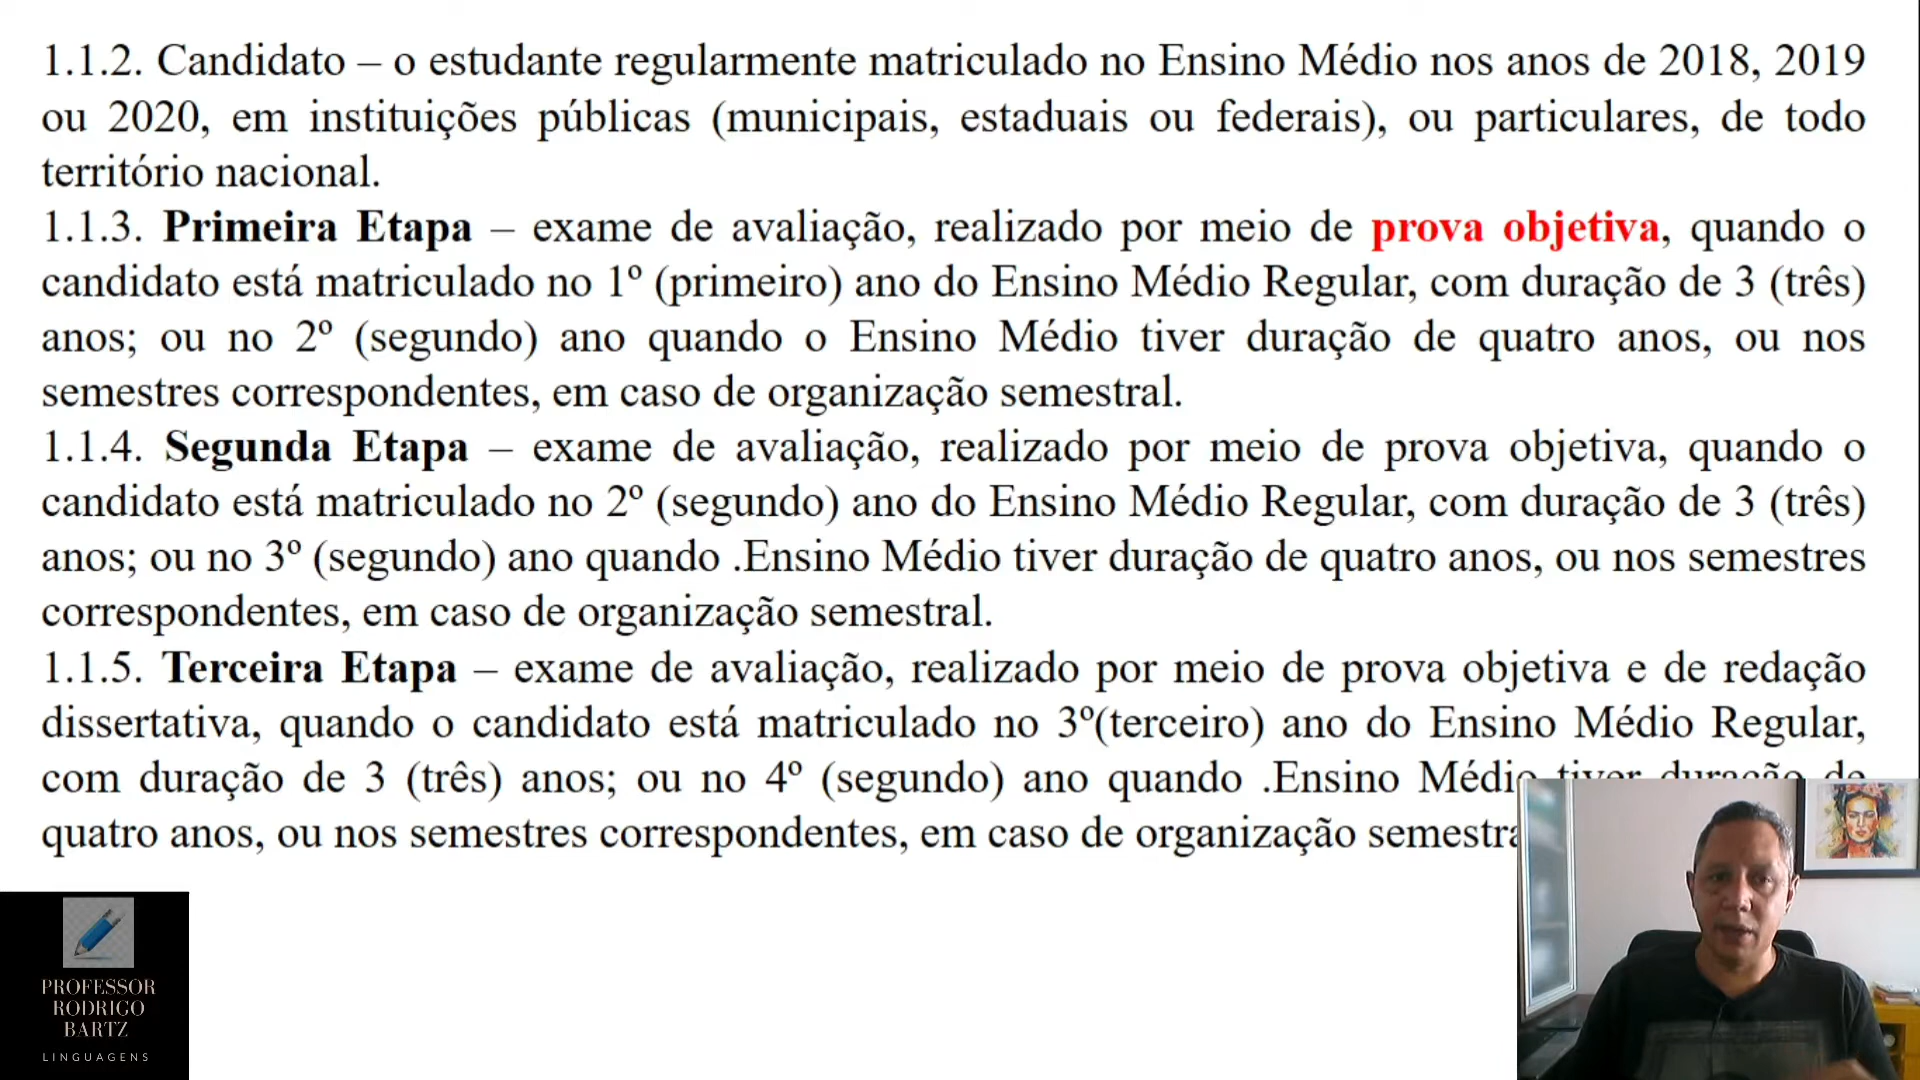 1.1.2. Candidato – o estudante regularmente matriculado no Ensino Médio nos anos de 2018, 2019
ou 2020, em instituições públicas (municipais, estaduais ou federais), ou particulares, de todo
território nacional.
1.1.3. Primeira Etapa – exame de avaliação, realizado por meio de prova objetiva, quando o
candidato está matriculado no 1º (primeiro) ano do Ensino Médio Regular, com duração de 3 (três)
anos; ou no 2º (segundo) ano quando o Ensino Médio tiver duração de quatro anos, ou nos
semestres correspondentes, em caso de organização semestral.
1.1.4. Segunda Etapa – exame de avaliação, realizado por meio de prova objetiva, quando o
candidato está matriculado no 2º (segundo) ano do Ensino Médio Regular, com duração de 3 (três)
anos; ou no 3º (segundo) ano quando .Ensino Médio tiver duração de quatro anos, ou nos semestres
correspondentes, em caso de organização semestral.
1.1.5. Terceira Etapa – exame de avaliação, realizado por meio de prova objetiva e de redação
dissertativa, quando o candidato está matriculado no 3º(terceiro) ano do Ensino Médio Regular,
com duração de 3 (três) anos; ou no 4º (segundo) ano quando .Ensino Médio tiver duração de
quatro anos, ou nos semestres correspondentes, em caso de organização
PROFESSOR
RODRIGO
BARTZ
LINGUAGENS